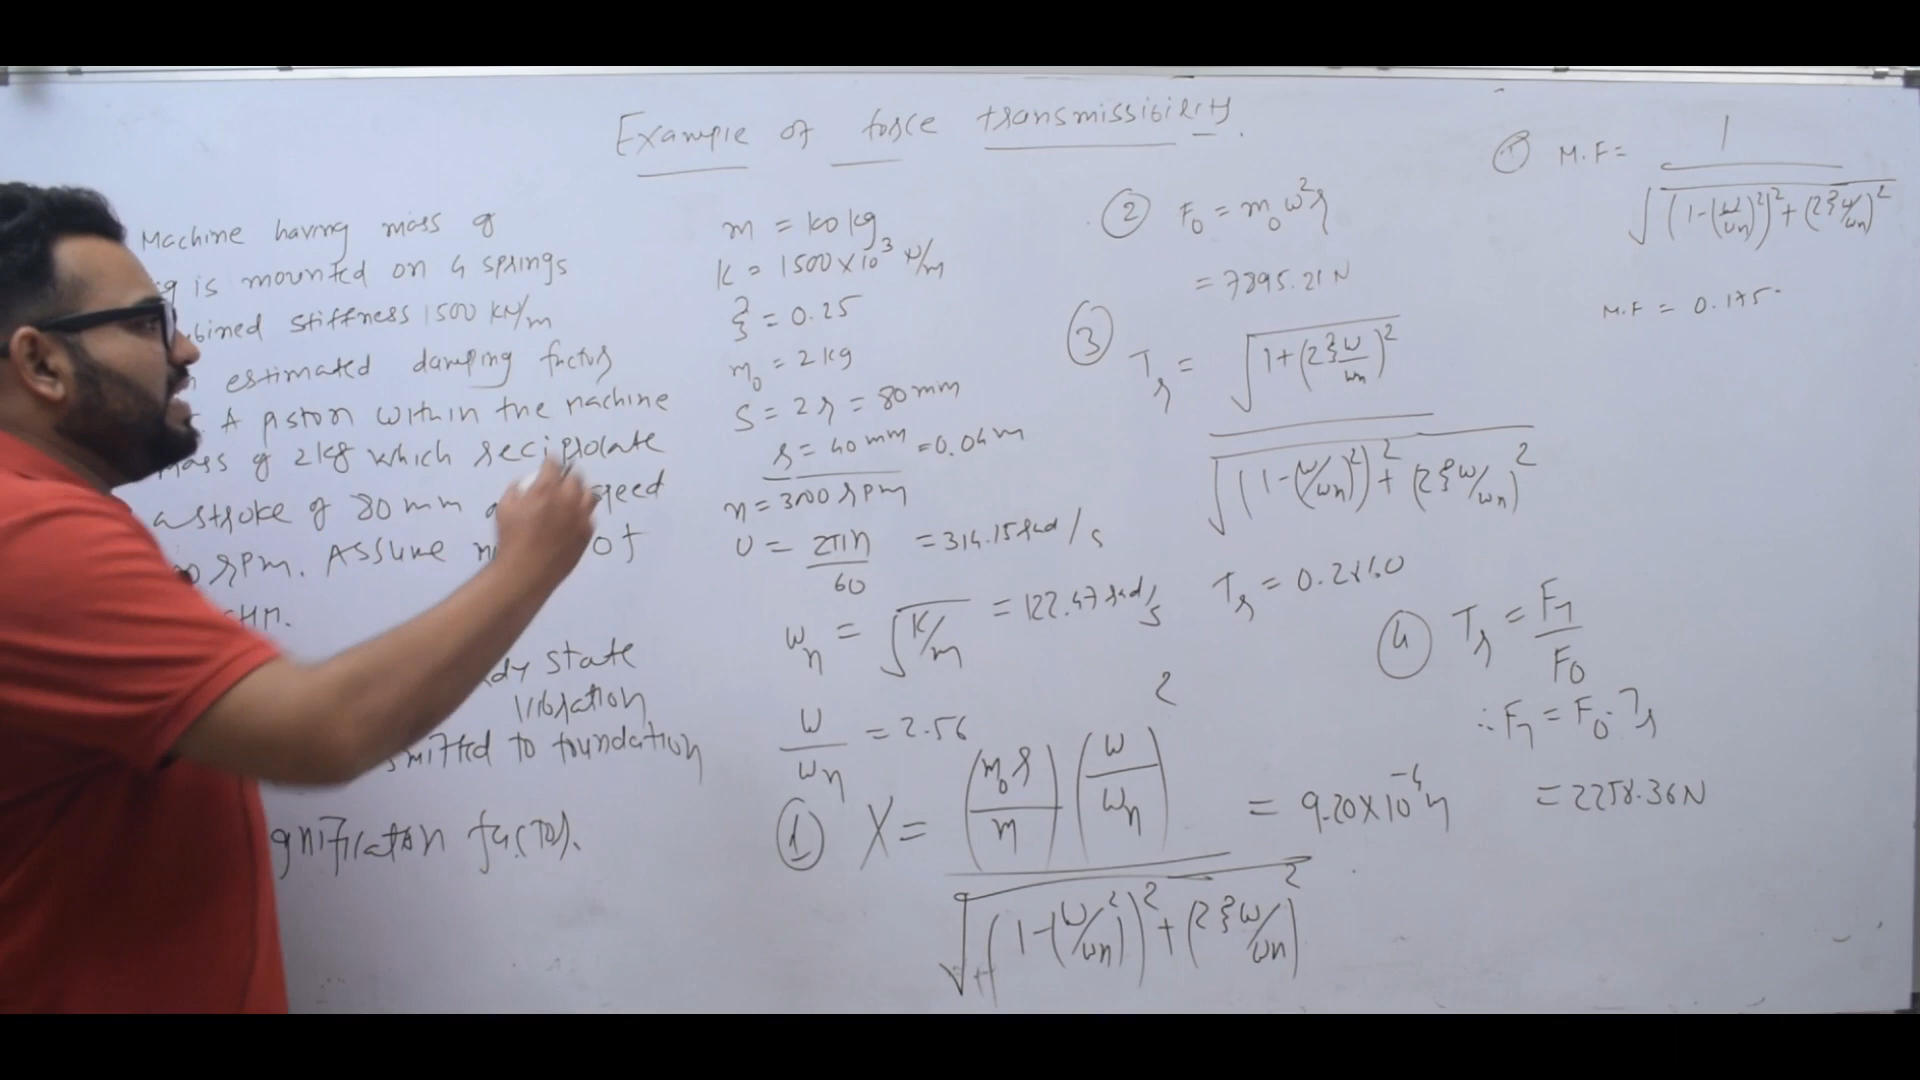 Example of force transmissibility.
Machine having mass of
is mounted on 4 springs
stiffness 1500 KN/m
estimated damping factor
A piston within the machine
mass of 2kg which reciprocate
a stroke of 80 mm speed
rpm. Assume of
SHM.
state
vibration
to foundation
factor.
m = 100 kg
K = 1500 × 10³ N/m
ξ = 0.25
m₀ = 2 kg
S = 2r = 80 mm
r = 40 mm = 0.04 m
n = 3000 rpm
ω = 2πn/60 = 314.15 rad/s
ωn = √(K/m) = 122.47 rad/s
ω/ωn = 2.56
① X = (m₀r/m)(ω/ωn)² / √((1-(ω/ωn)²)² + (2ξω/ωn)²) = 9.20×10⁻⁴ m
② F₀ = m₀ω²r
= 7895.21 N
③ Tr = √(1+(2ξω/ωn)²) / √((1-(ω/ωn)²)² + (2ξω/ωn)²)
Tr = 0.2860
④ Tr = FT/F₀
∴ FT = F₀.Tr
= 2258.36 N
M.F = 1 / √((1-(ω/ωn)²)² + (2ξω/ωn)²)
M.F = 0.175